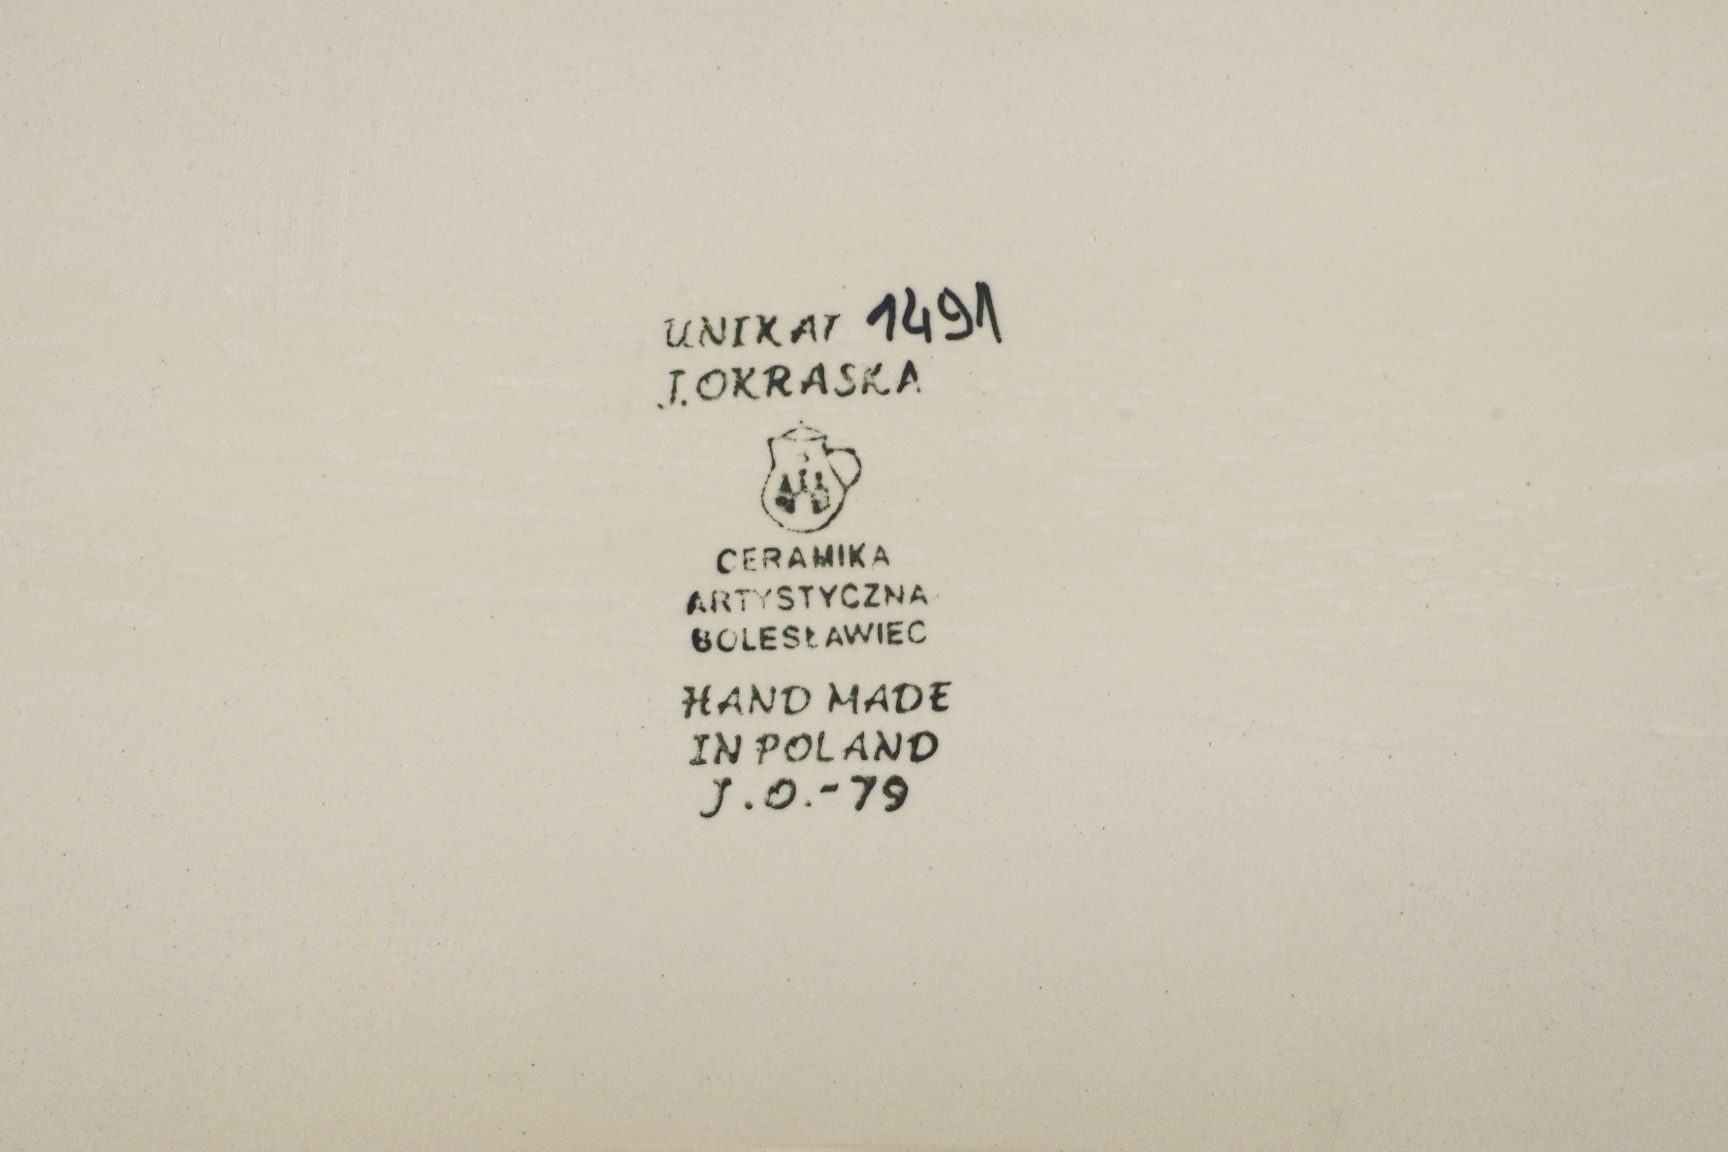 UNIKAT 1491
J. OKRASKA
CERAMIKA
ARTYSTYCZNA
BOLESŁAWIEC
HAND MADE
IN POLAND
J.O.-79